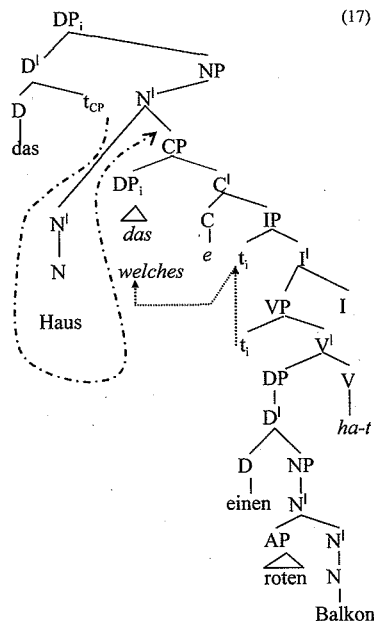 (17)
DPᵢ
Dᴵ NP
D t_CP Nᴵ
das
CP
DPᵢ Cᴵ
Nᴵ das C IP
N welches e tᵢ Iᴵ
Haus VP I
tᵢ Vᴵ
DP V
Dᴵ ha-t
D NP
einen Nᴵ
AP Nᴵ
roten N
Balkon